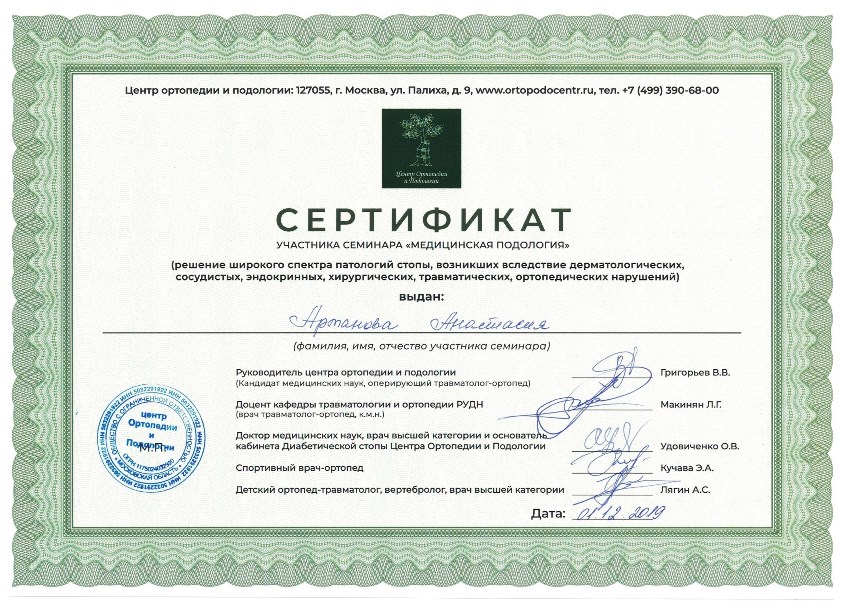 Центр ортопедии и подологии: 127055, г. Москва, ул. Палиха, д. 9, www.ortopodocentr.ru, тел. +7 (499) 390-68-00
Центр Ортопедии
и Подологии
СЕРТИФИКАТ
УЧАСТНИКА СЕМИНАРА «МЕДИЦИНСКАЯ ПОДОЛОГИЯ»
(решение широкого спектра патологий стопы, возникших вследствие дерматологических,
сосудистых, эндокринных, хирургических, травматических, ортопедических нарушений)
выдан:
Артанова Анастасия
(фамилия, имя, отчество участника семинара)
Руководитель центра ортопедии и подологии
(Кандидат медицинских наук, оперирующий травматолог-ортопед)
Григорьев В.В.
Доцент кафедры травматологии и ортопедии РУДН
(врач травматолог-ортопед, к.м.н.)
Макинян Л.Г.
Доктор медицинских наук, врач высшей категории и основатель
кабинета Диабетической стопы Центра Ортопедии и Подологии
Удовиченко О.В.
Спортивный врач-ортопед
Кучава Э.А.
Детский ортопед-травматолог, вертебролог, врач высшей категории
Лягин А.С.
Дата: 01.12.2019
центр
Ортопедии
и
Подологии
М.П.
ОБЩЕСТВО С ОГРАНИЧЕННОЙ ОТВЕТСТВЕННОСТЬЮ
МОСКОВСКАЯ ОБЛАСТЬ